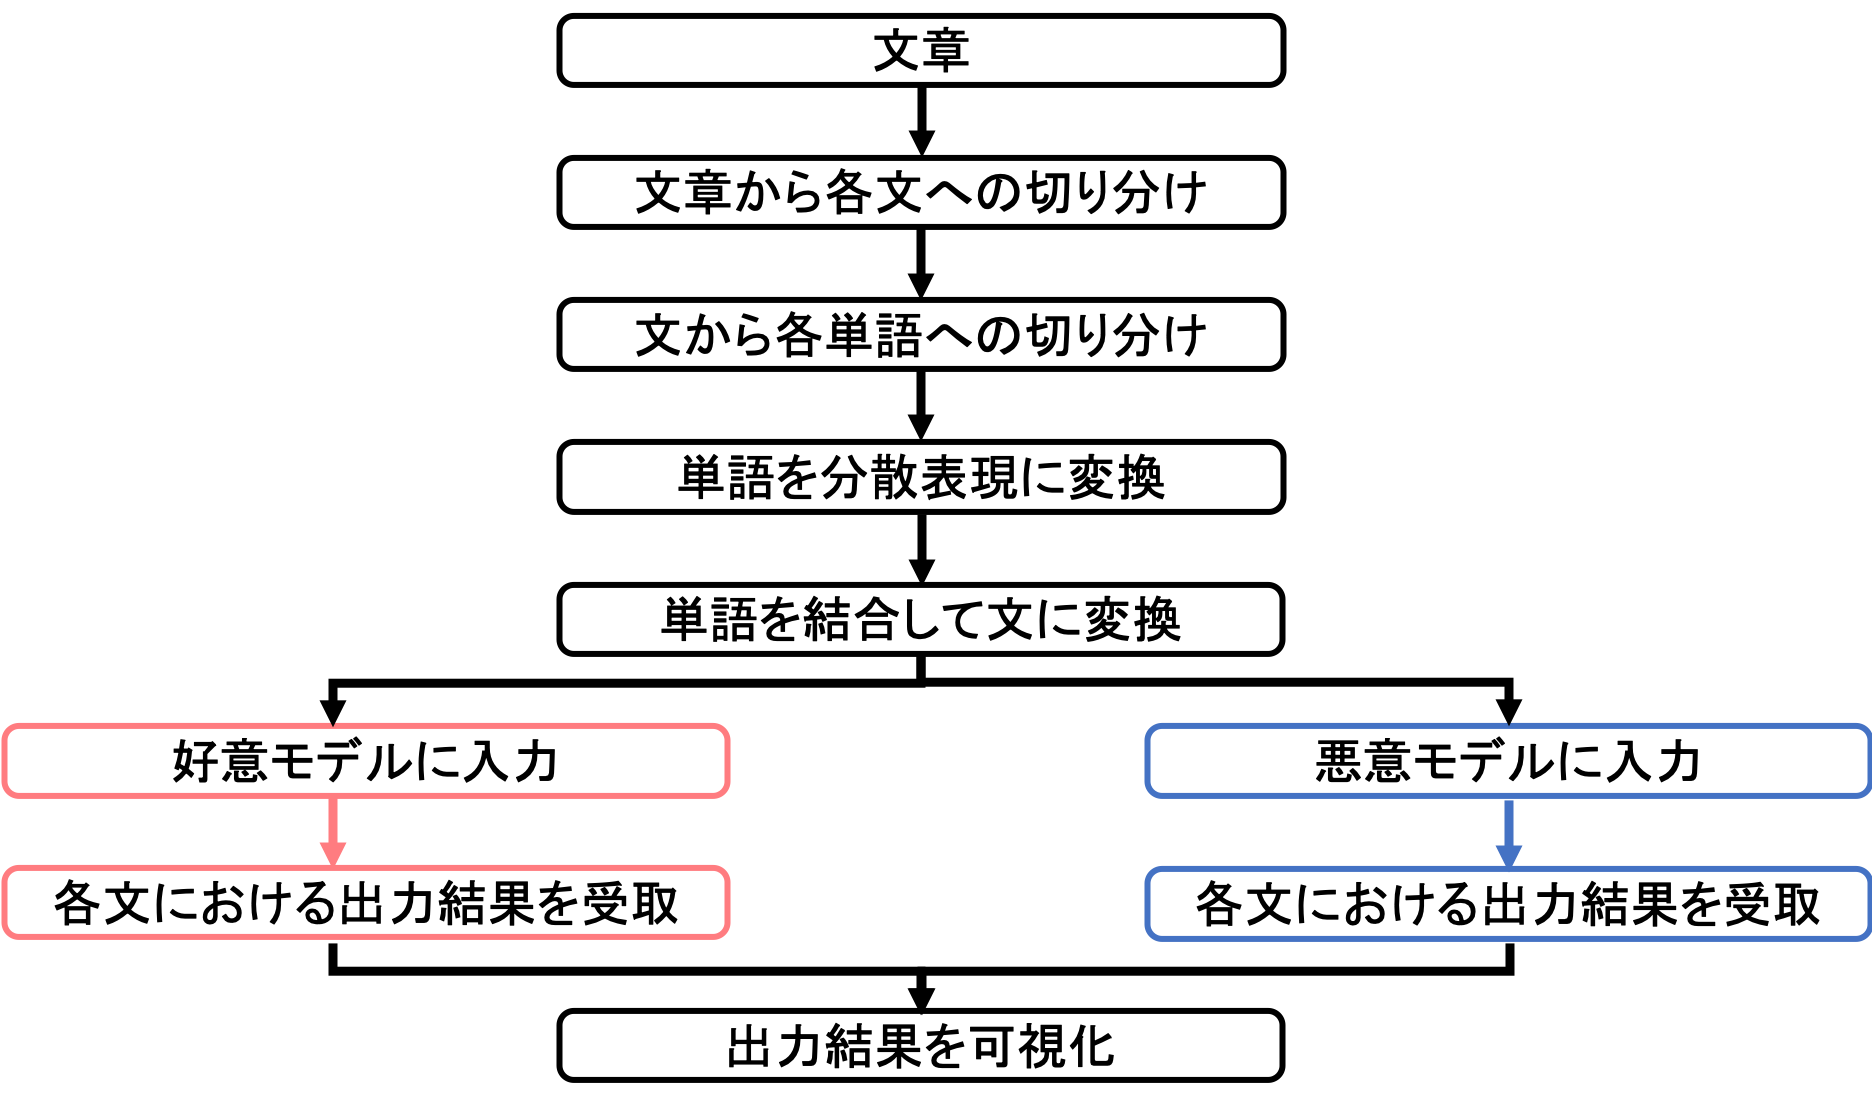 文章
文章から各文への切り分け
文から各単語への切り分け
単語を分散表現に変換
単語を結合して文に変換
好意モデルに入力
悪意モデルに入力
各文における出力結果を受取
各文における出力結果を受取
出力結果を可視化